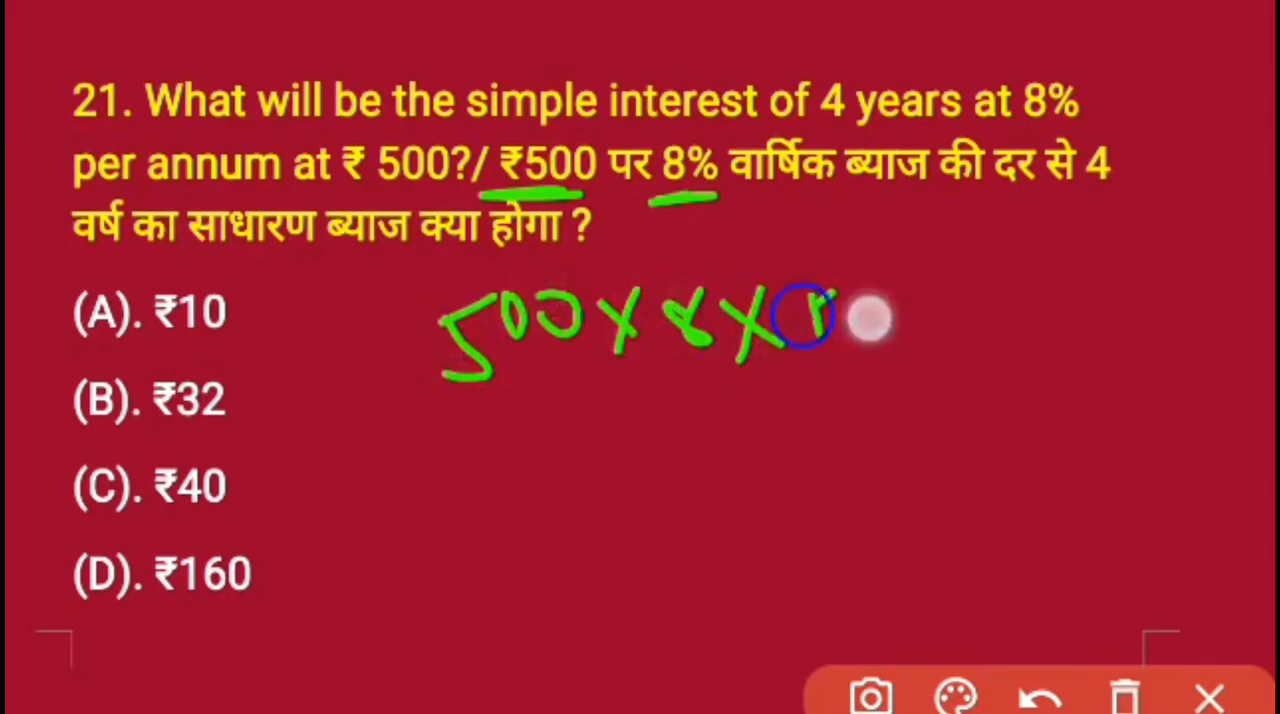 21. What will be the simple interest of 4 years at 8%
per annum at ₹ 500?/ ₹500 पर 8% वार्षिक ब्याज की दर से 4
वर्ष का साधारण ब्याज क्या होगा ?
(A). ₹10
500 x 8 x
(B). ₹32
(C). ₹40
(D). ₹160